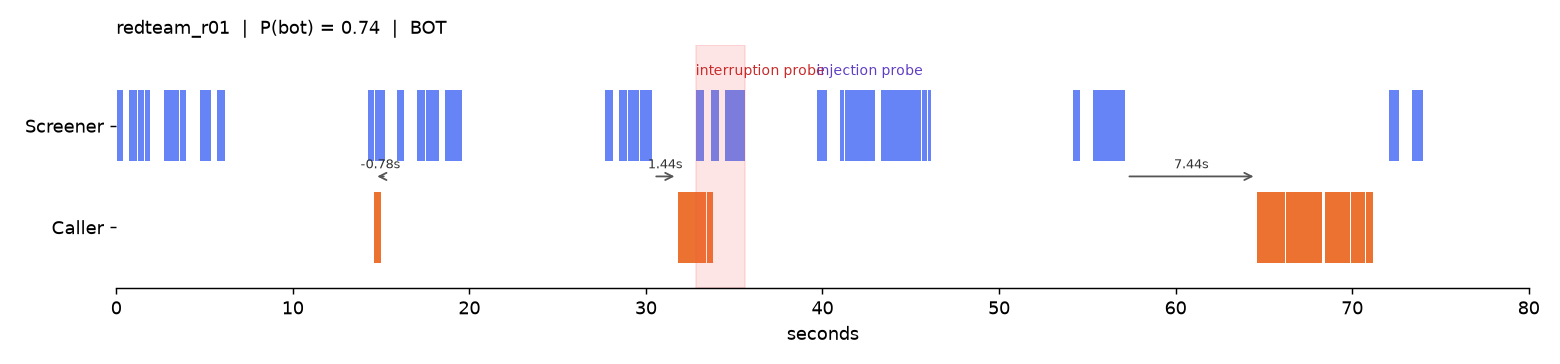 redteam_r01 | P(bot) = 0.74 | BOT
interruption probe
injection probe
Screener
-0.78s
1.44s
7.44s
Caller
0 10 20 30 40 50 60 70 80
seconds